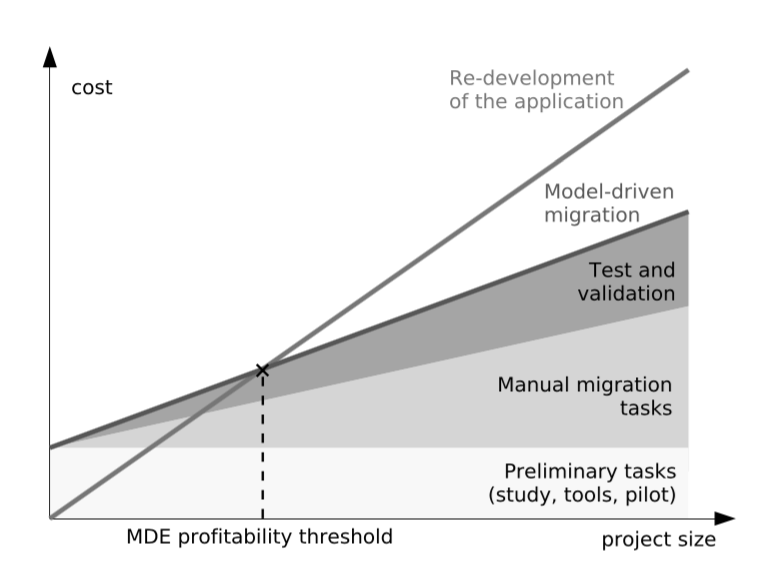 cost
Re-development
of the application
Model-driven
migration
Test and
validation
Manual migration
tasks
Preliminary tasks
(study, tools, pilot)
MDE profitability threshold
project size